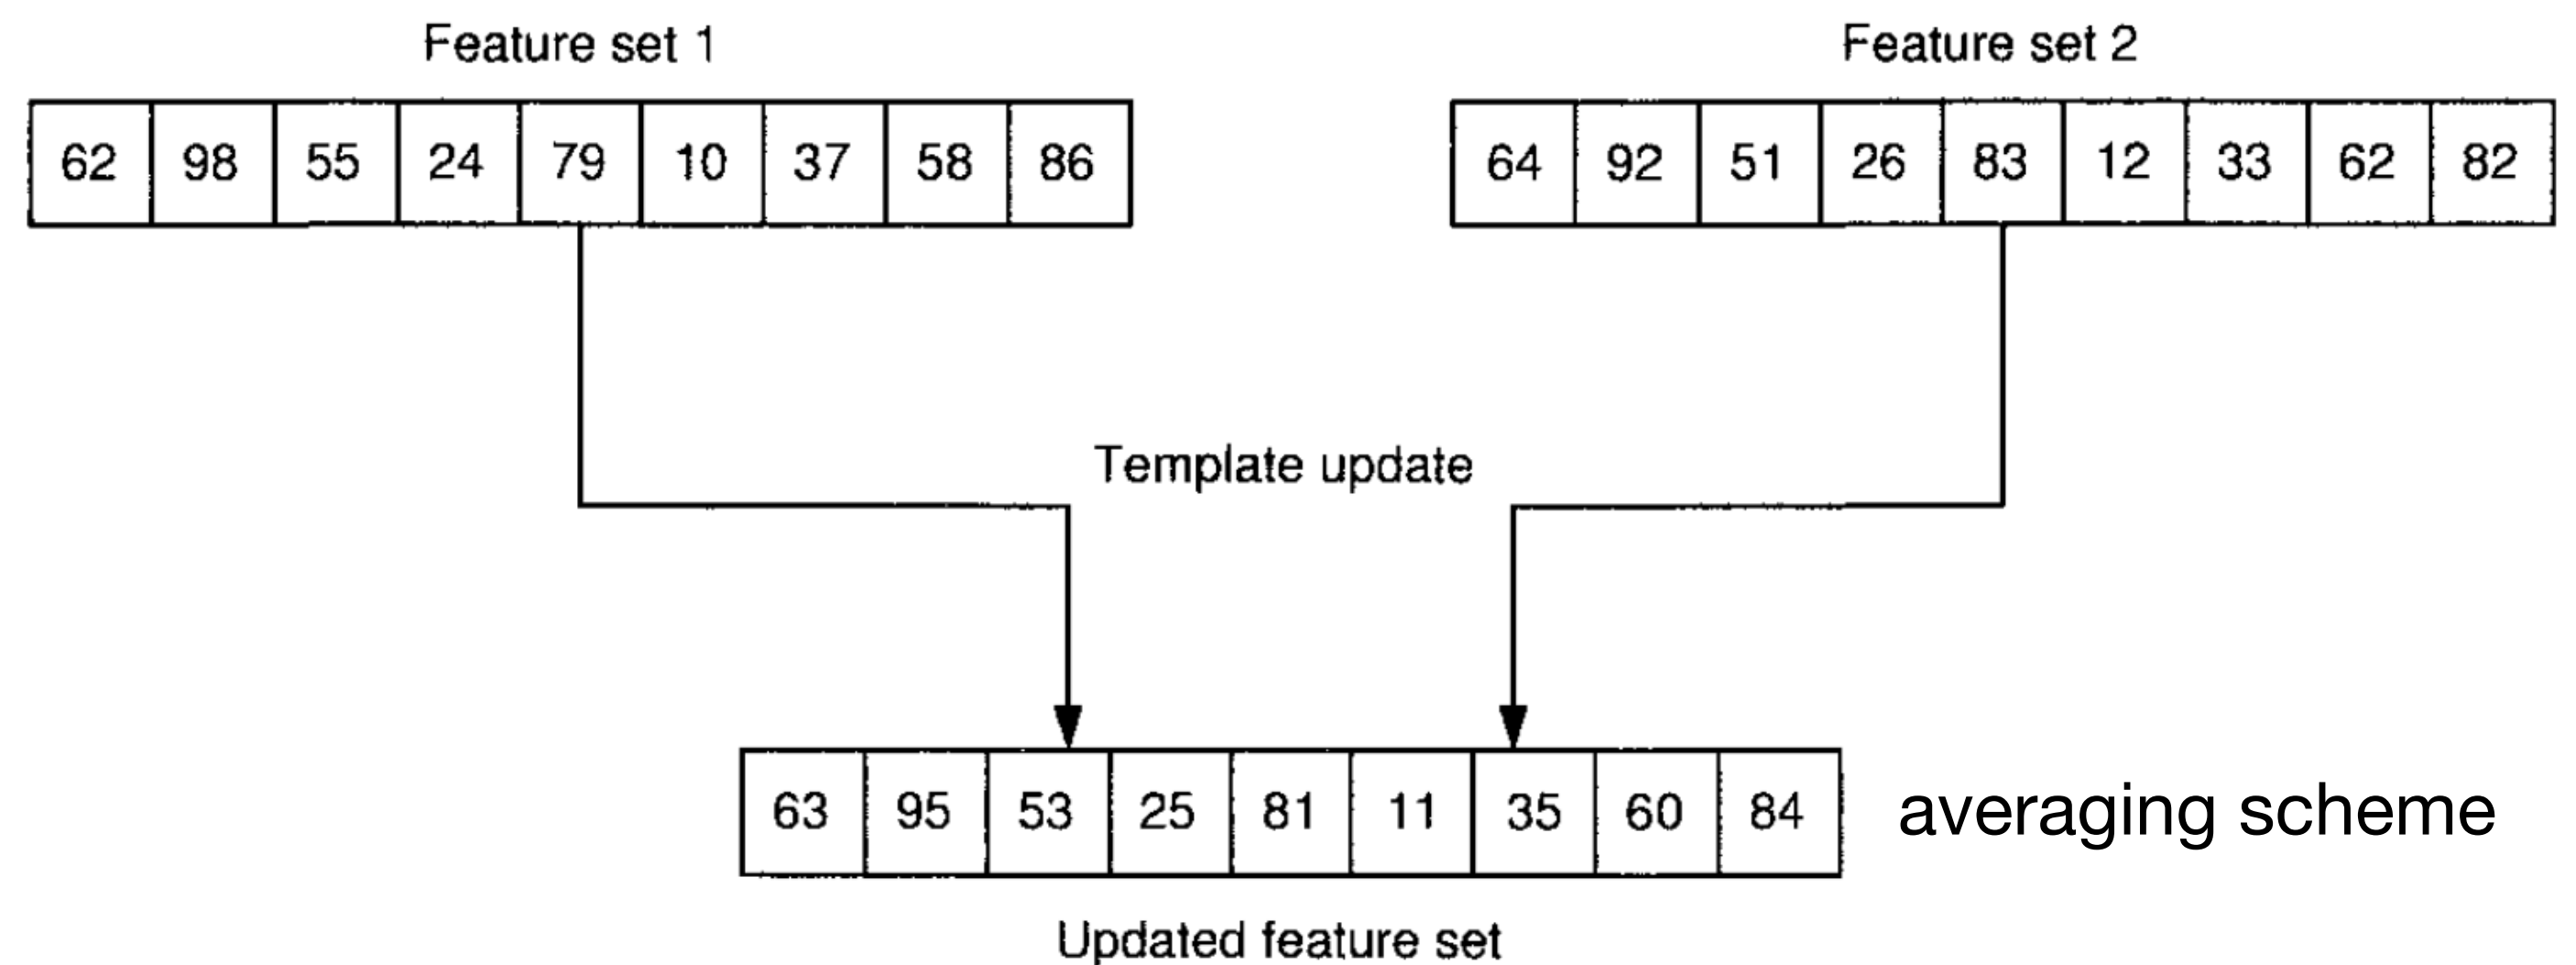 Feature set 1
62 98 55 24 79 10 37 58 86
Feature set 2
64 92 51 26 83 12 33 62 82
Template update
63 95 53 25 81 11 35 60 84
averaging scheme
Updated feature set